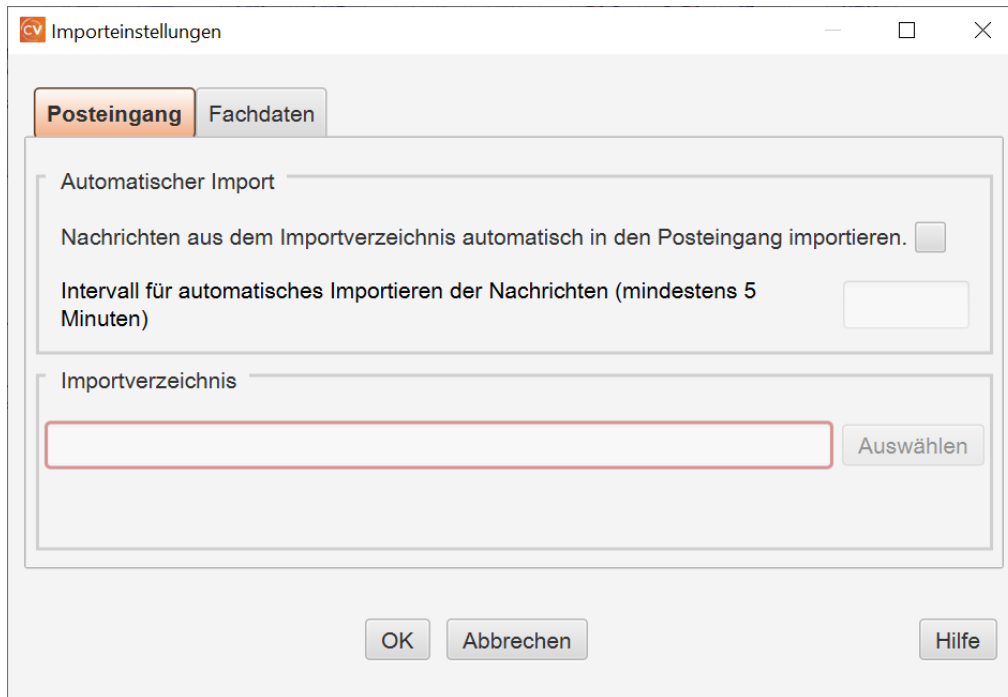 CV Importeinstellungen
Posteingang Fachdaten
Automatischer Import
Nachrichten aus dem Importverzeichnis automatisch in den Posteingang importieren.
Intervall für automatisches Importieren der Nachrichten (mindestens 5
Minuten)
Importverzeichnis
Auswählen
OK Abbrechen Hilfe